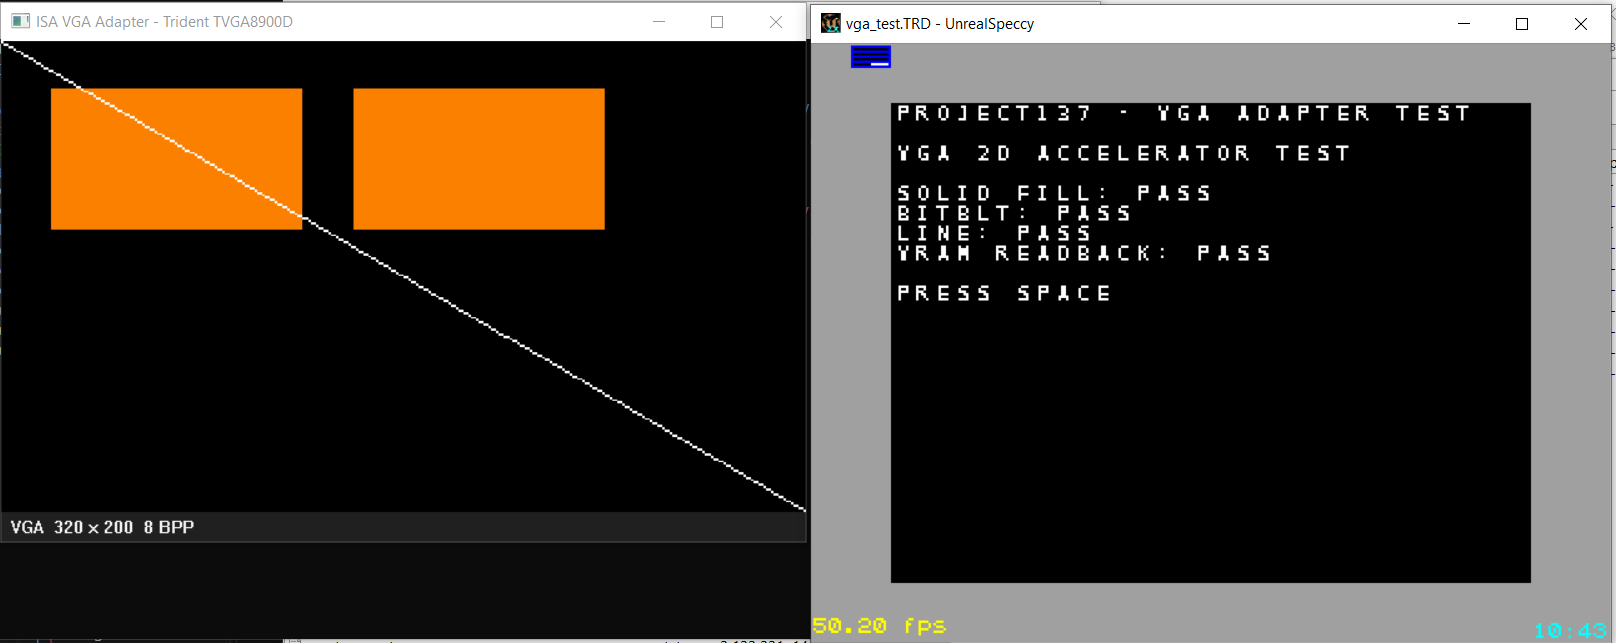 ISA VGA Adapter - Trident TVGA8900D
VGA 320 x 200 8 BPP
vga_test.TRD - UnrealSpeccy
PROJECT137 - VGA ADAPTER TEST
VGA 2D ACCELERATOR TEST
SOLID FILL: PASS
BITBLT: PASS
LINE: PASS
VRAM READBACK: PASS
PRESS SPACE
50.20 fps
10:43